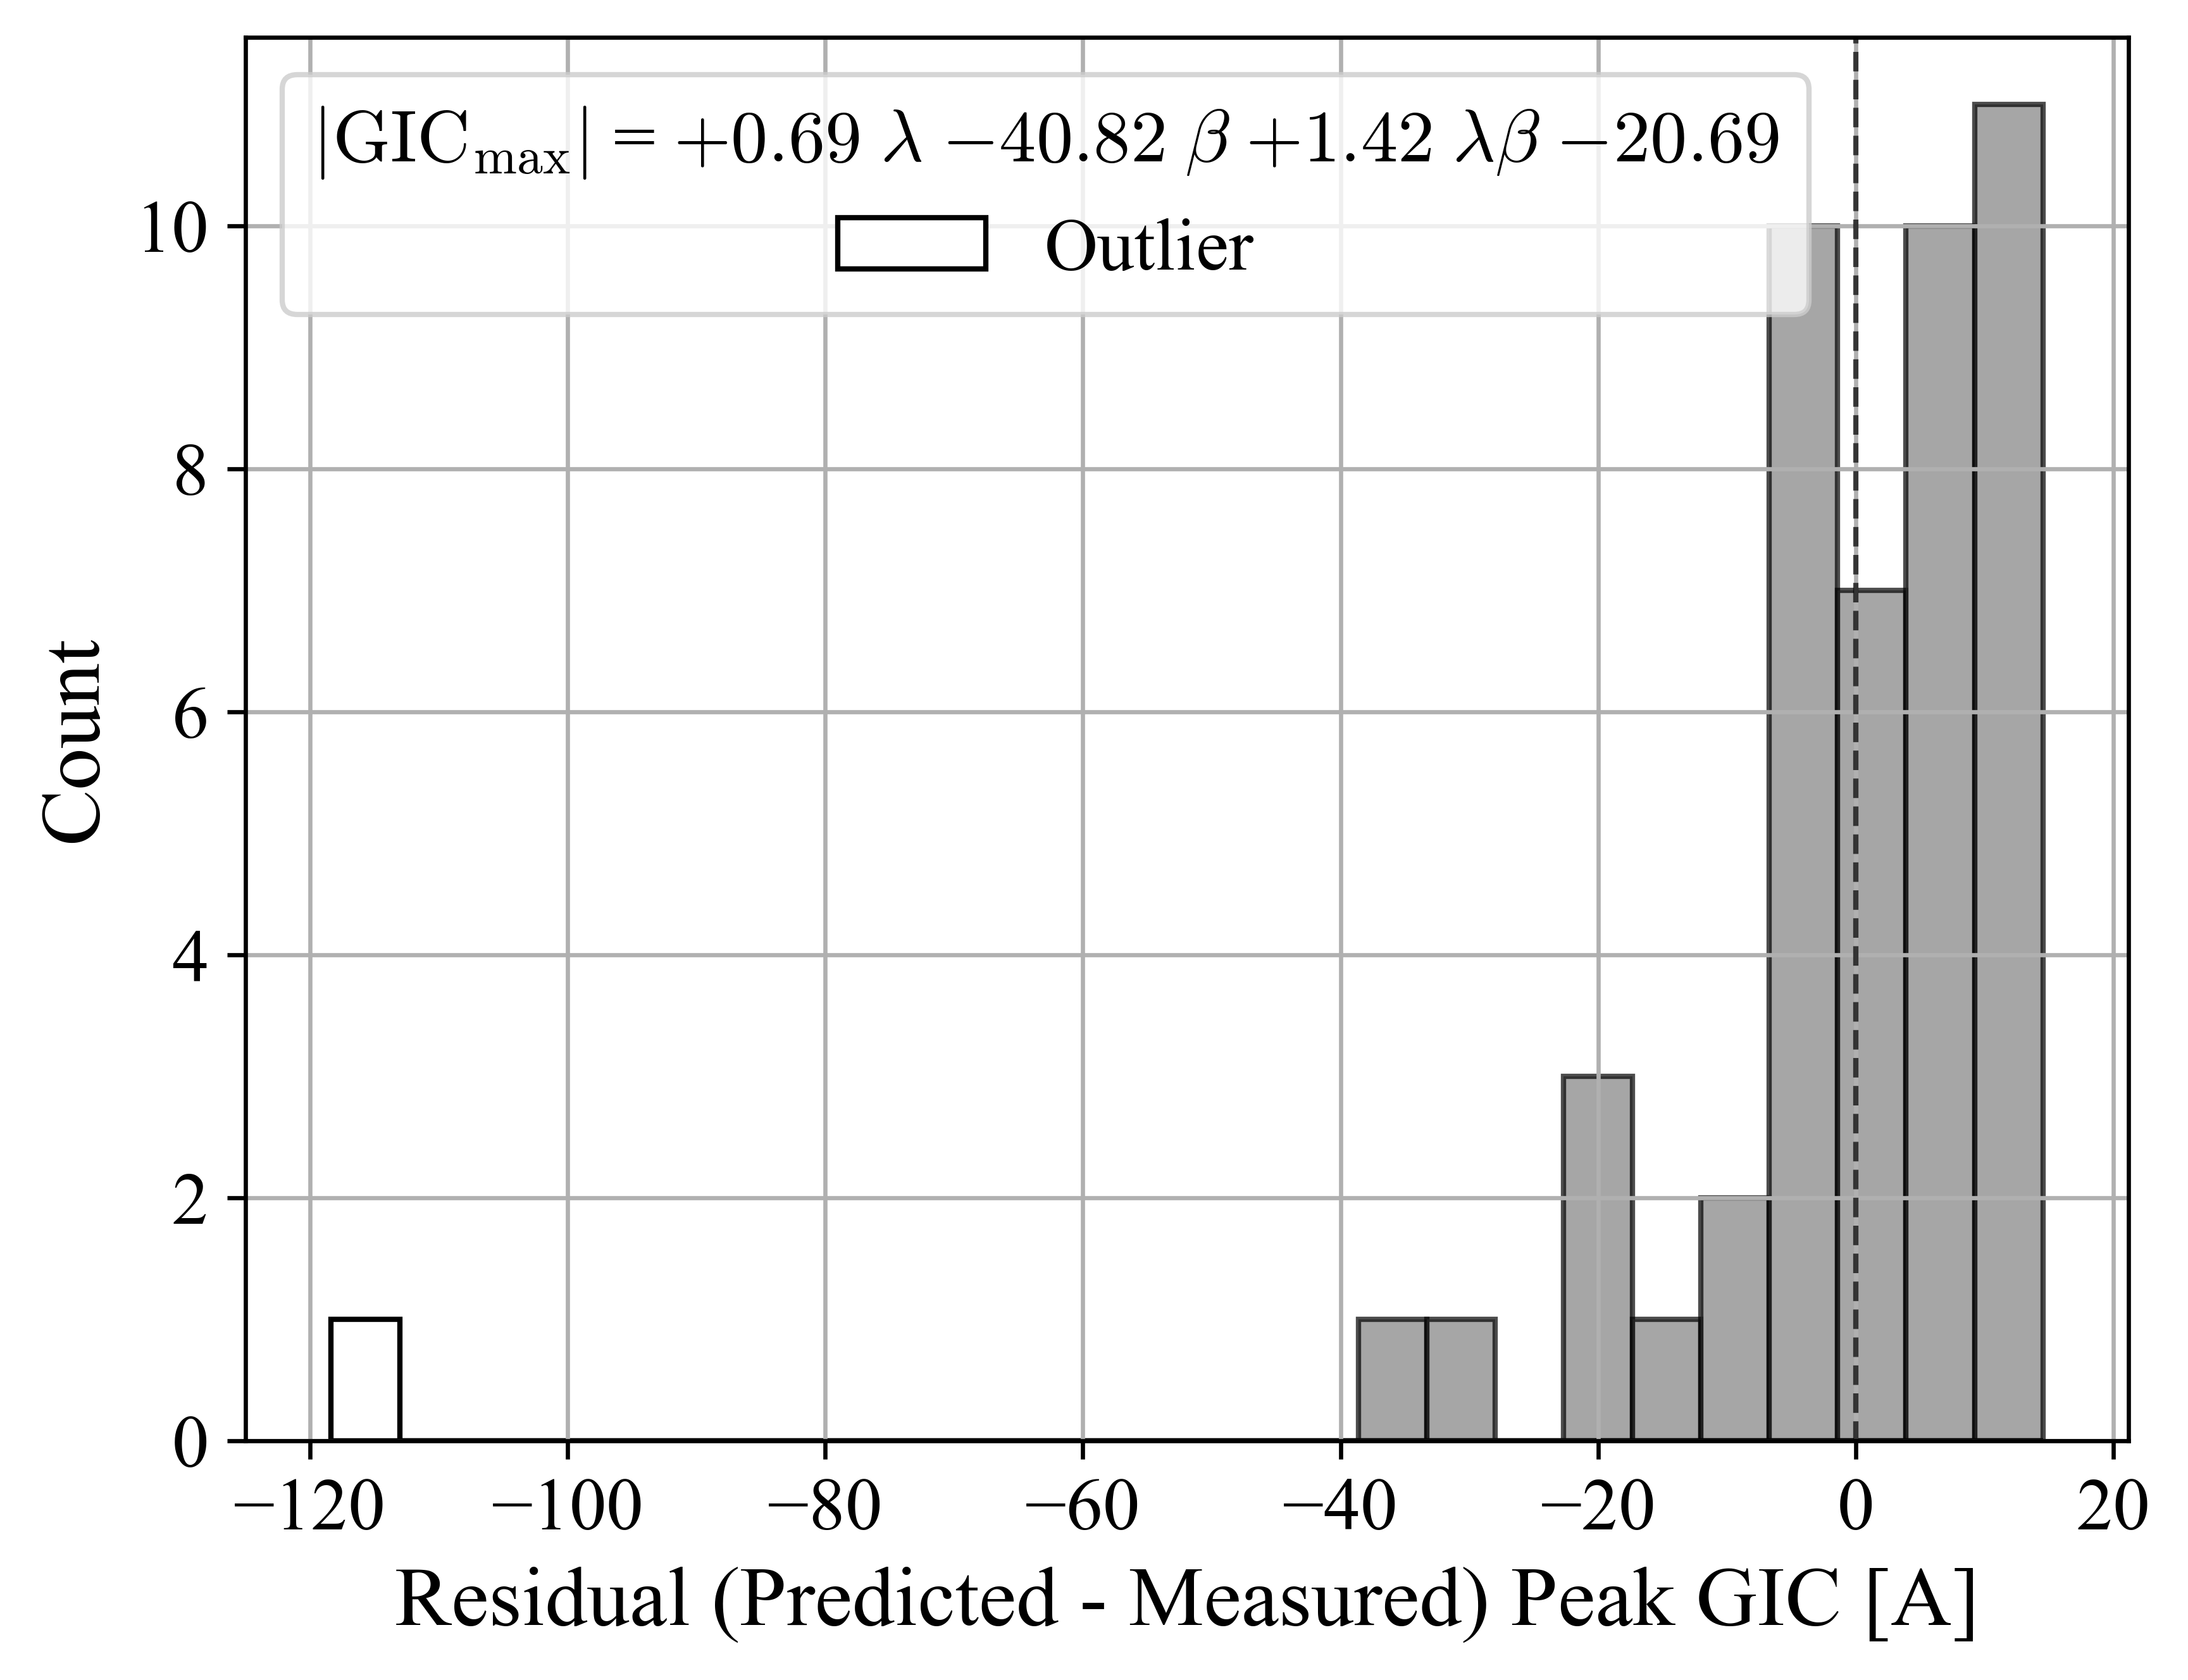 |GIC_max| = +0.69 λ −40.82 β +1.42 λβ −20.69
Outlier
10
8
6
4
2
0
Count
−120 −100 −80 −60 −40 −20 0 20
Residual (Predicted - Measured) Peak GIC [A]